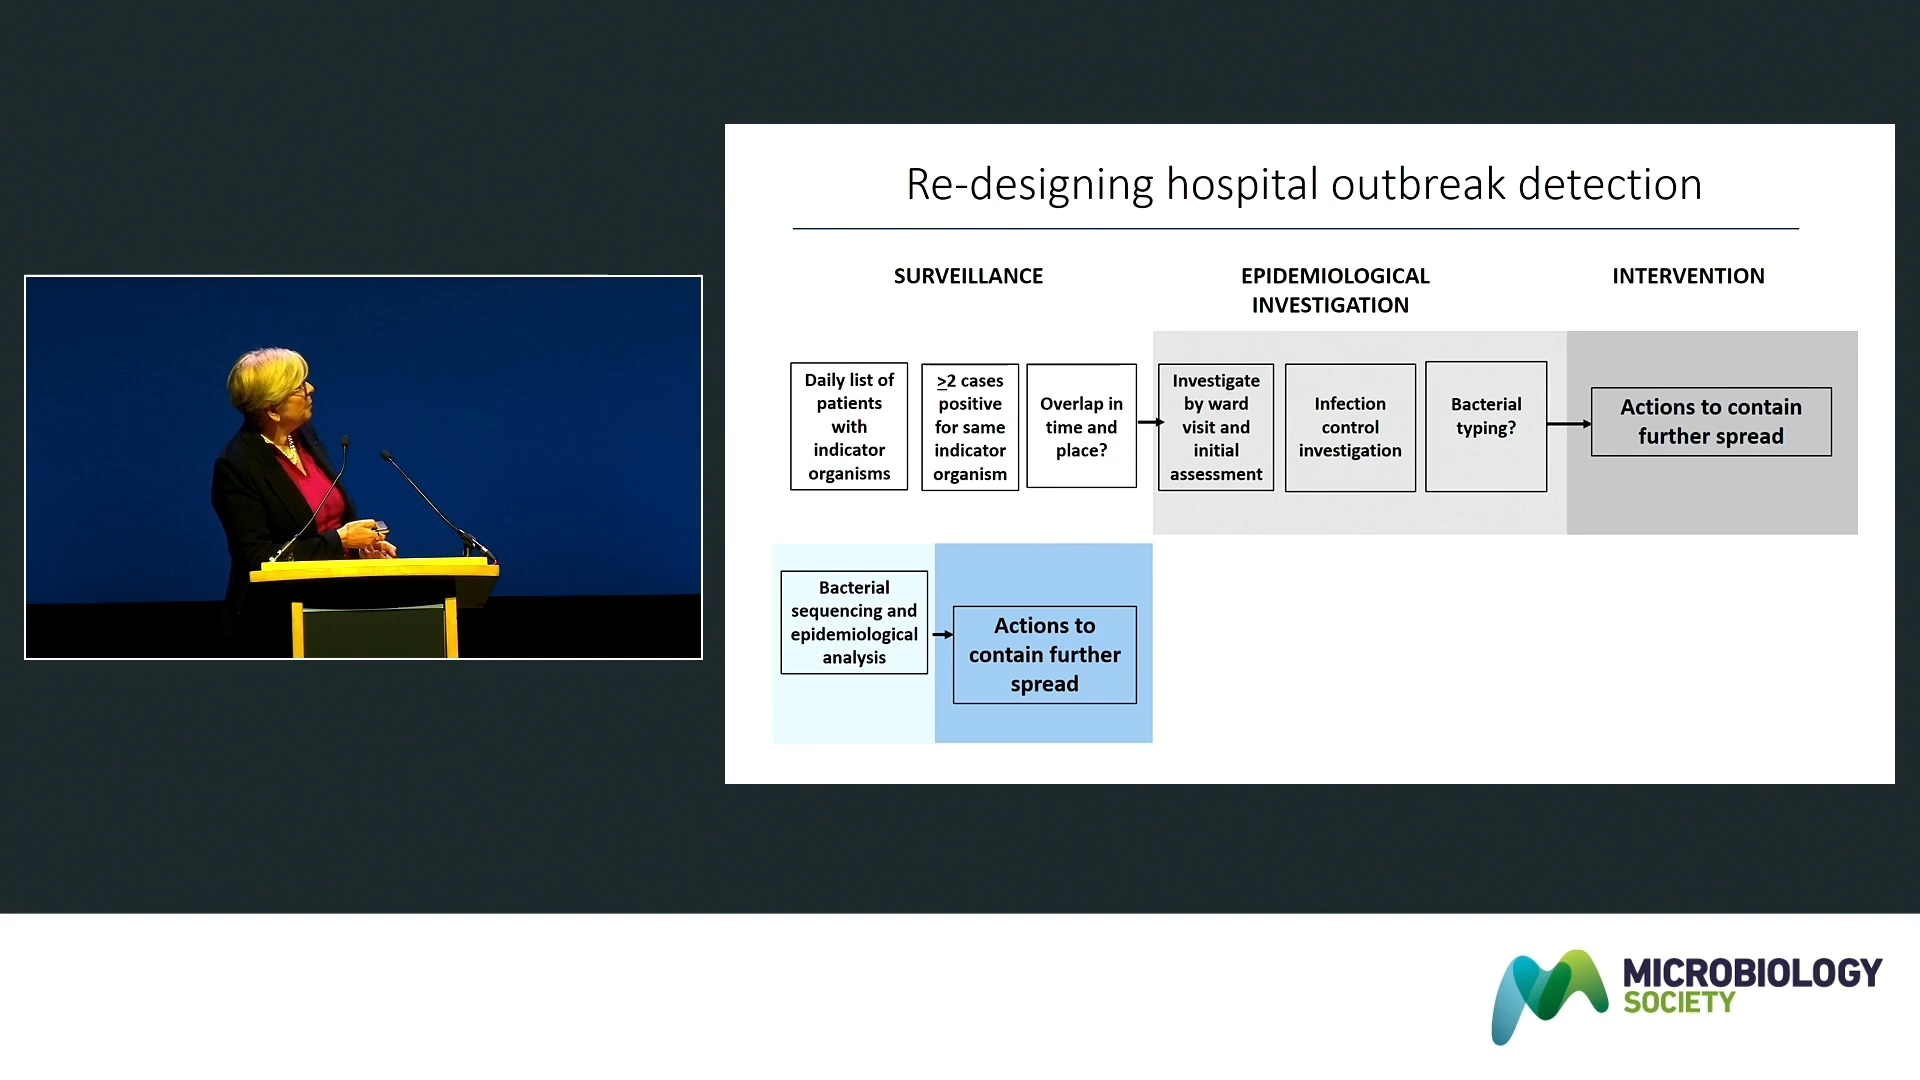 Re-designing hospital outbreak detection
SURVEILLANCE
EPIDEMIOLOGICAL
INVESTIGATION
INTERVENTION
Daily list of
patients
with
indicator
organisms
≥2 cases
positive
for same
indicator
organism
Overlap in
time and
place?
Investigate
by ward
visit and
initial
assessment
Infection
control
investigation
Bacterial
typing?
Actions to contain
further spread
Bacterial
sequencing and
epidemiological
analysis
Actions to
contain further
spread
MICROBIOLOGY
SOCIETY